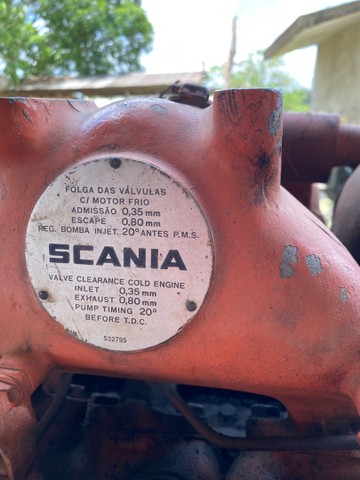 FOLGA DAS VÁLVULAS
C/ MOTOR FRIO
ADMISSÃO 0,35 mm
ESCAPE 0,80 mm
REG. BOMBA INJET. 20° ANTES P.M.S.
SCANIA
VALVE CLEARANCE COLD ENGINE
INLET 0,35 mm
EXHAUST 0,80 mm
PUMP TIMING 20°
BEFORE T.D.C.
532795